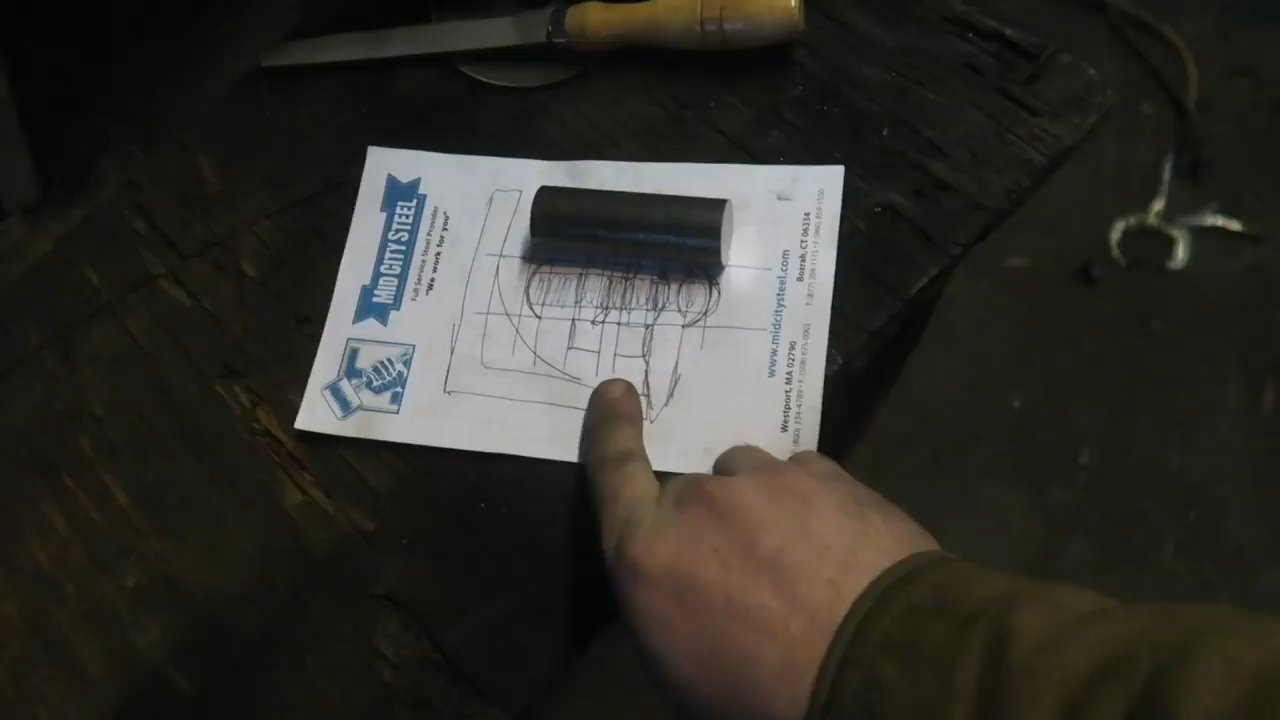 MID CITY STEEL
Full Service Steel Provider
"We work for you"
www.midcitysteel.com
Westport, MA 02790
Bozrah, CT 06334